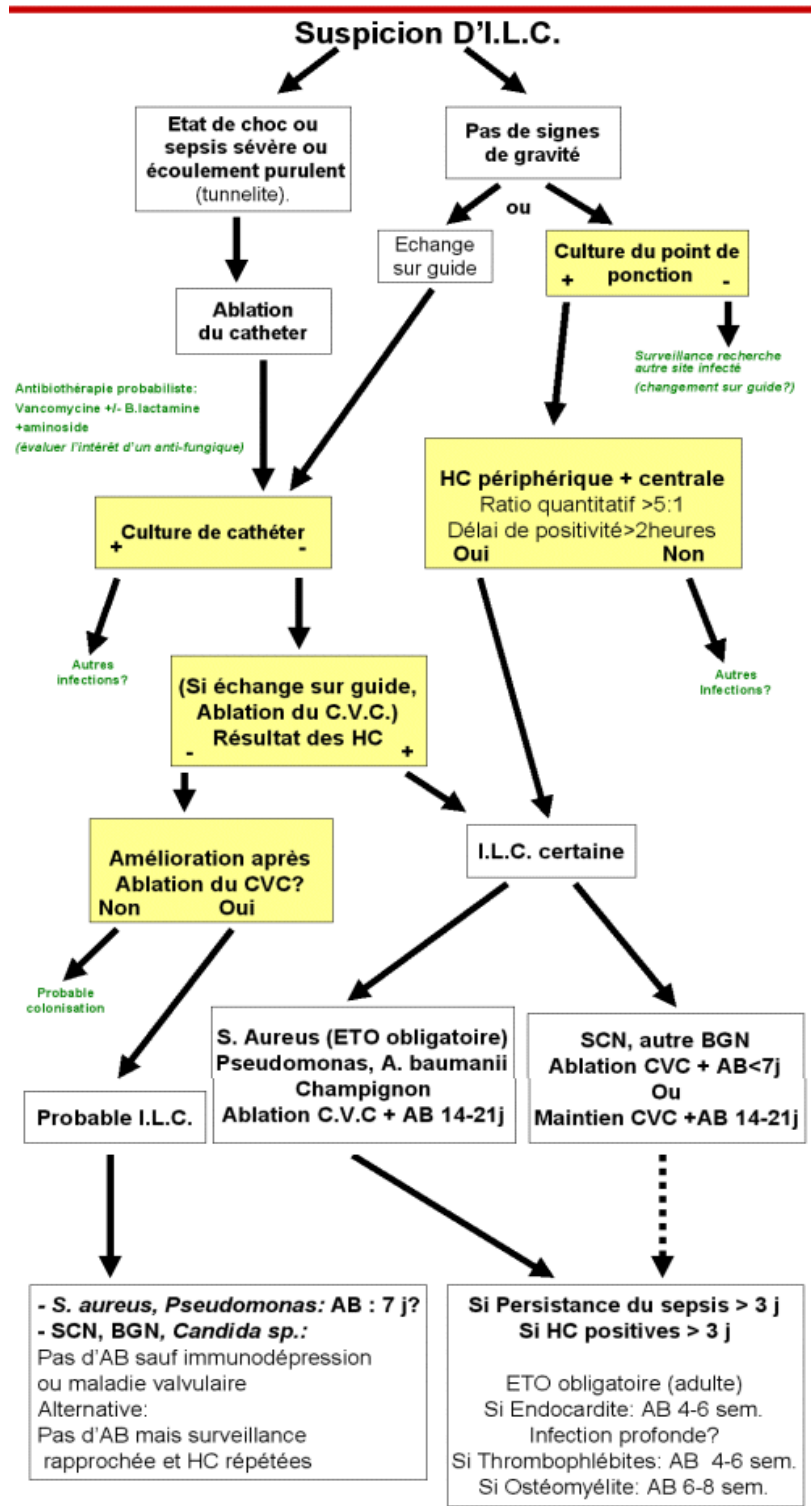 Suspicion D'I.L.C.
Etat de choc ou
sepsis sévère ou
écoulement purulent
(tunnelite).
Pas de signes
de gravité
ou
Echange
sur guide
Culture du point de
+ ponction -
Ablation
du catheter
Surveillance recherche
autre site infecté
(changement sur guide?)
Antibiothérapie probabiliste:
Vancomycine +/- B.lactamine
+aminoside
(évaluer l'intérêt d'un anti-fungique)
HC périphérique + centrale
Ratio quantitatif >5:1
Délai de positivité>2heures
Oui Non
Culture de cathéter
+ -
Autres
infections?
Autres
Infections?
(Si échange sur guide,
Ablation du C.V.C.)
Résultat des HC
- +
I.L.C. certaine
Amélioration après
Ablation du CVC?
Non Oui
Probable
colonisation
S. Aureus (ETO obligatoire)
Pseudomonas, A. baumanii
Champignon
Ablation C.V.C + AB 14-21j
SCN, autre BGN
Ablation CVC + AB<7j
Ou
Maintien CVC +AB 14-21j
Probable I.L.C.
- S. aureus, Pseudomonas: AB : 7 j?
- SCN, BGN, Candida sp.:
Pas d'AB sauf immunodépression
ou maladie valvulaire
Alternative:
Pas d'AB mais surveillance
rapprochée et HC répétées
Si Persistance du sepsis > 3 j
Si HC positives > 3 j
ETO obligatoire (adulte)
Si Endocardite: AB 4-6 sem.
Infection profonde?
Si Thrombophlébites: AB 4-6 sem.
Si Ostéomyélite: AB 6-8 sem.